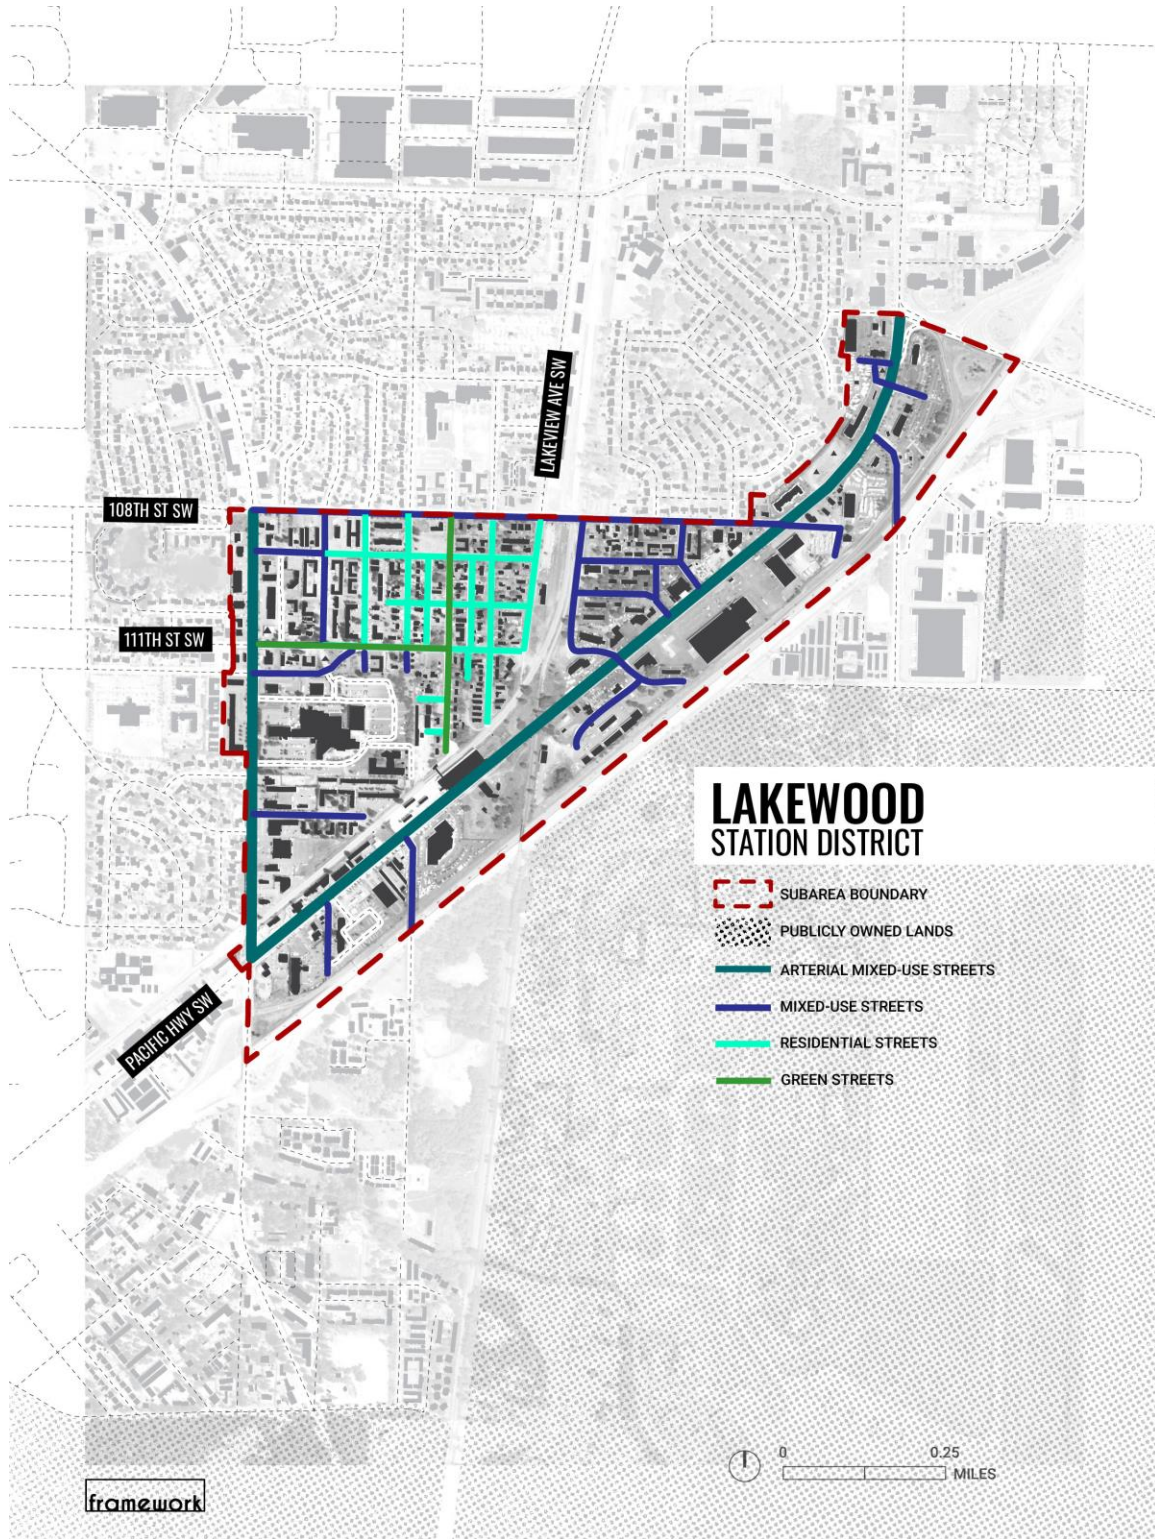 LAKEVIEW AVE SW
108TH ST SW
111TH ST SW
PACIFIC HWY SW
LAKEWOOD
STATION DISTRICT
SUBAREA BOUNDARY
PUBLICLY OWNED LANDS
ARTERIAL MIXED-USE STREETS
MIXED-USE STREETS
RESIDENTIAL STREETS
GREEN STREETS
0 0.25
MILES
framework